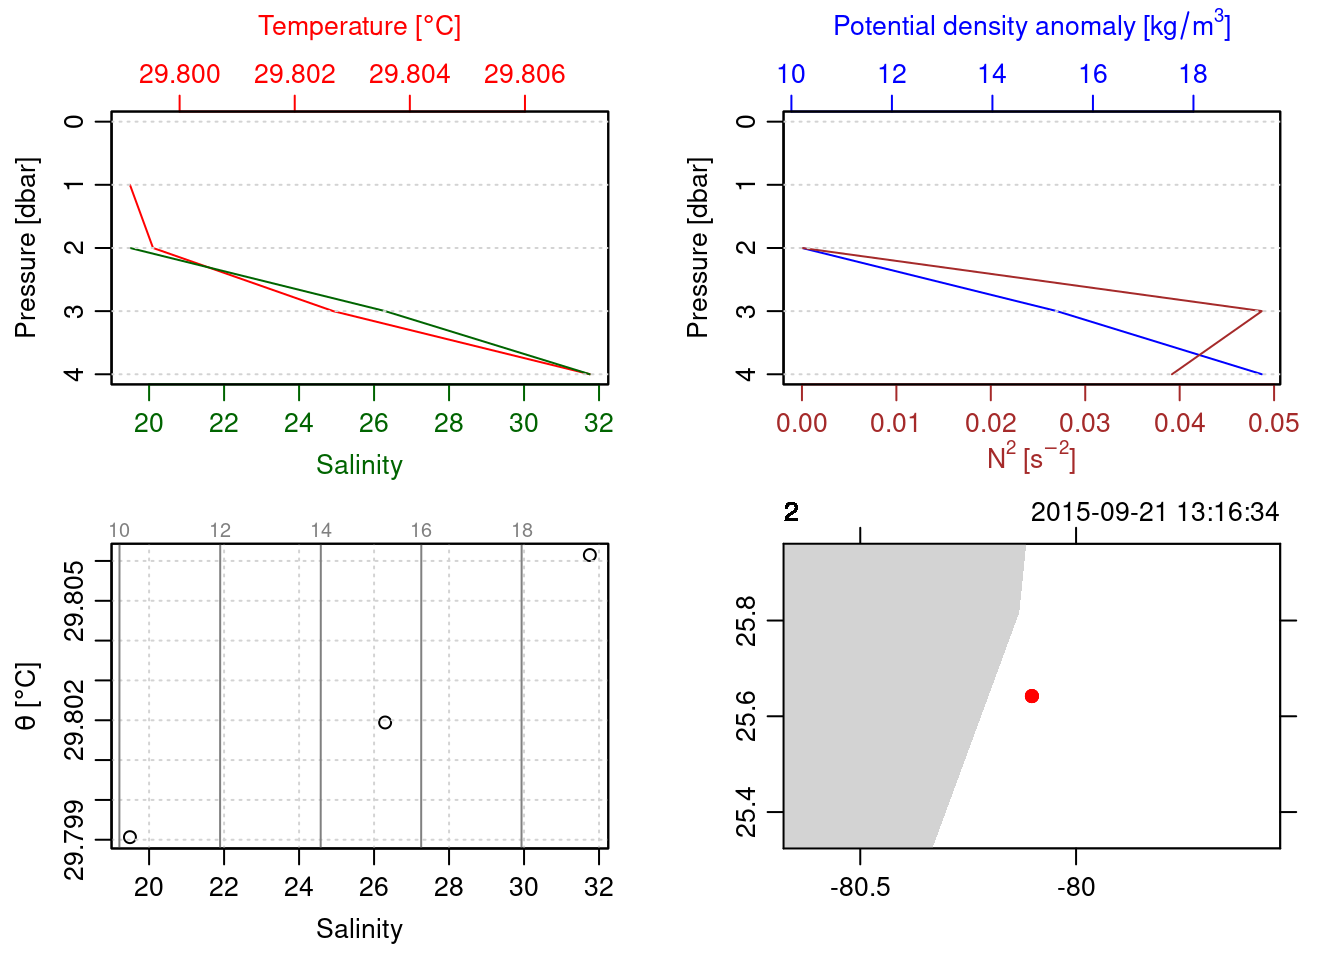 Temperature [°C]
29.800 29.802 29.804 29.806
Pressure [dbar]
0
1
2
3
4
20 22 24 26 28 30 32
Salinity
Potential density anomaly [kg/m³]
10 12 14 16 18
Pressure [dbar]
0
1
2
3
4
0.00 0.01 0.02 0.03 0.04 0.05
N² [s⁻²]
10 12 14 16 18
θ [°C]
29.805
29.802
29.799
20 22 24 26 28 30 32
Salinity
2 2015-09-21 13:16:34
25.8
25.6
25.4
-80.5 -80